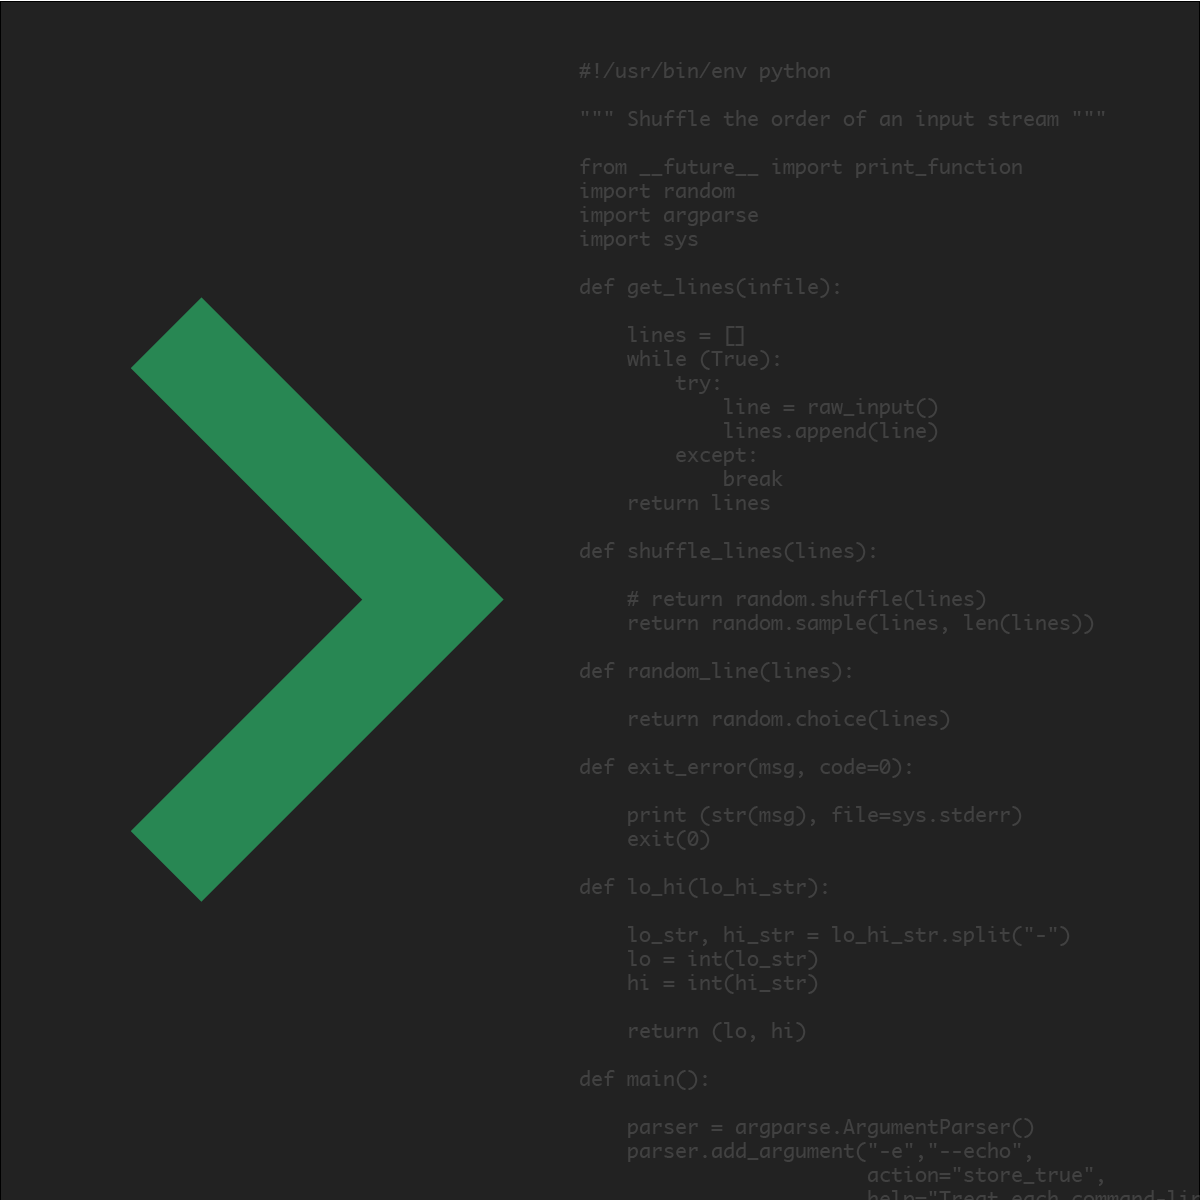 #!/usr/bin/env python
""" Shuffle the order of an input stream """
from __future__ import print_function
import random
import argparse
import sys
def get_lines(infile):
    lines = []
    while (True):
        try:
            line = raw_input()
            lines.append(line)
        except:
            break
    return lines
def shuffle_lines(lines):
    # return random.shuffle(lines)
    return random.sample(lines, len(lines))
def random_line(lines):
    return random.choice(lines)
def exit_error(msg, code=0):
    print (str(msg), file=sys.stderr)
    exit(0)
def lo_hi(lo_hi_str):
    lo_str, hi_str = lo_hi_str.split("-")
    lo = int(lo_str)
    hi = int(hi_str)
    return (lo, hi)
def main():
    parser = argparse.ArgumentParser()
    parser.add_argument("-e","--echo",
                        action="store_true",
                        help="Treat each